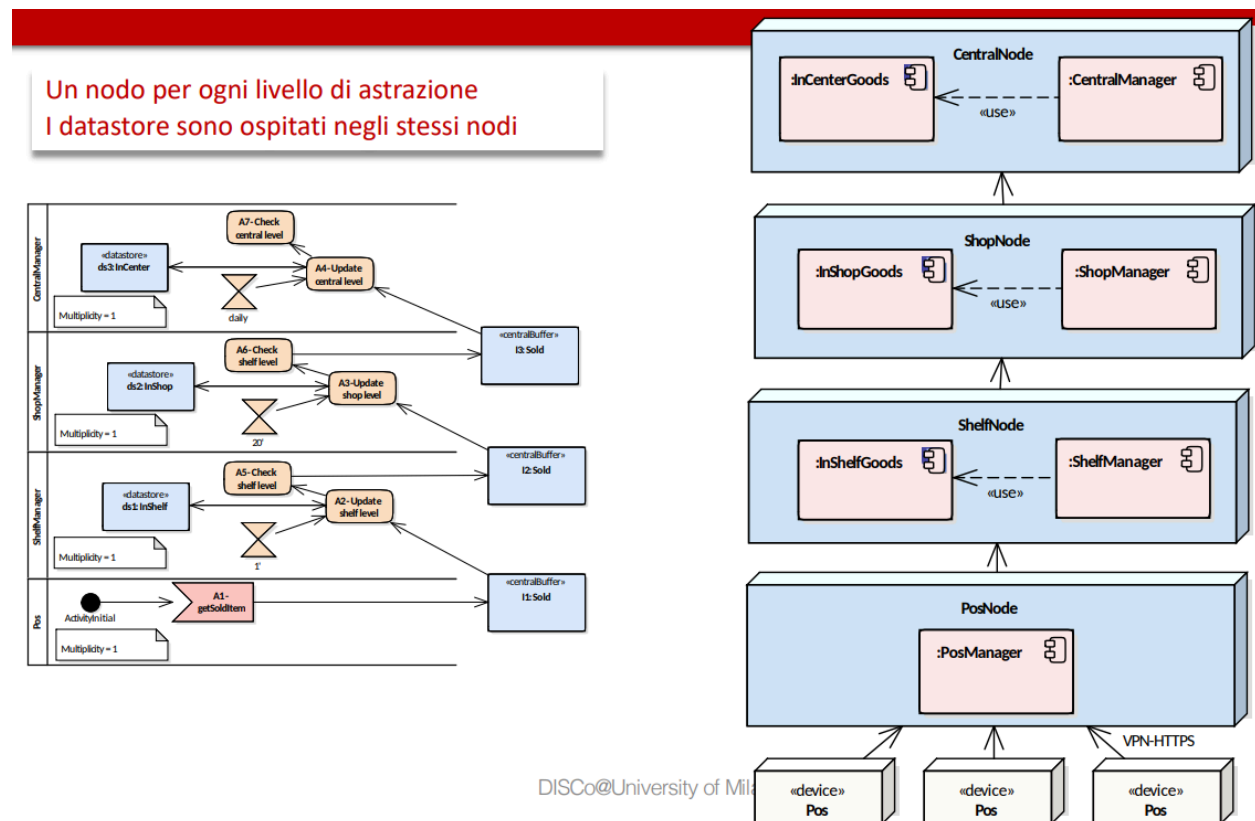 Un nodo per ogni livello di astrazione
I datastore sono ospitati negli stessi nodi
CentralManager
A7-Check
central level
«datastore»
ds3: InCenter
A4-Update
central level
daily
Multiplicity = 1
«centralBuffer»
I3: Sold
ShopManager
A6-Check
shelf level
«datastore»
ds2: InShop
A3-Update
shop level
20'
Multiplicity = 1
«centralBuffer»
I2: Sold
ShelfManager
A5-Check
shelf level
«datastore»
ds1: InShelf
A2- Update
shelf level
1'
Multiplicity = 1
«centralBuffer»
I1: Sold
Pos
ActivityInitial
A1-
getSoldItem
Multiplicity = 1
CentralNode
:InCenterGoods
:CentralManager
«use»
ShopNode
:InShopGoods
:ShopManager
«use»
ShelfNode
:InShelfGoods
:ShelfManager
«use»
PosNode
:PosManager
VPN-HTTPS
«device»
Pos
«device»
Pos
«device»
Pos
DISCo@University of Mila